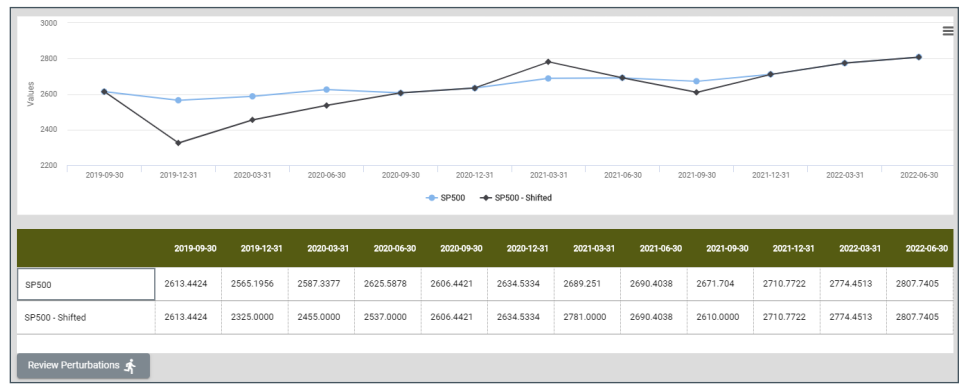 3000
2800
2600
2400
2200
Values
2019-09-30 2019-12-31 2020-03-31 2020-06-30 2020-09-30 2020-12-31 2021-03-31 2021-06-30 2021-09-30 2021-12-31 2022-03-31 2022-06-30
SP500 SP500 - Shifted
2019-09-30 2019-12-31 2020-03-31 2020-06-30 2020-09-30 2020-12-31 2021-03-31 2021-06-30 2021-09-30 2021-12-31 2022-03-31 2022-06-30
SP500 2613.4424 2565.1956 2587.3377 2625.5878 2606.4421 2634.5334 2689.251 2690.4038 2671.704 2710.7722 2774.4513 2807.7405
SP500 - Shifted 2613.4424 2325.0000 2455.0000 2537.0000 2606.4421 2634.5334 2781.0000 2690.4038 2610.0000 2710.7722 2774.4513 2807.7405
Review Perturbations